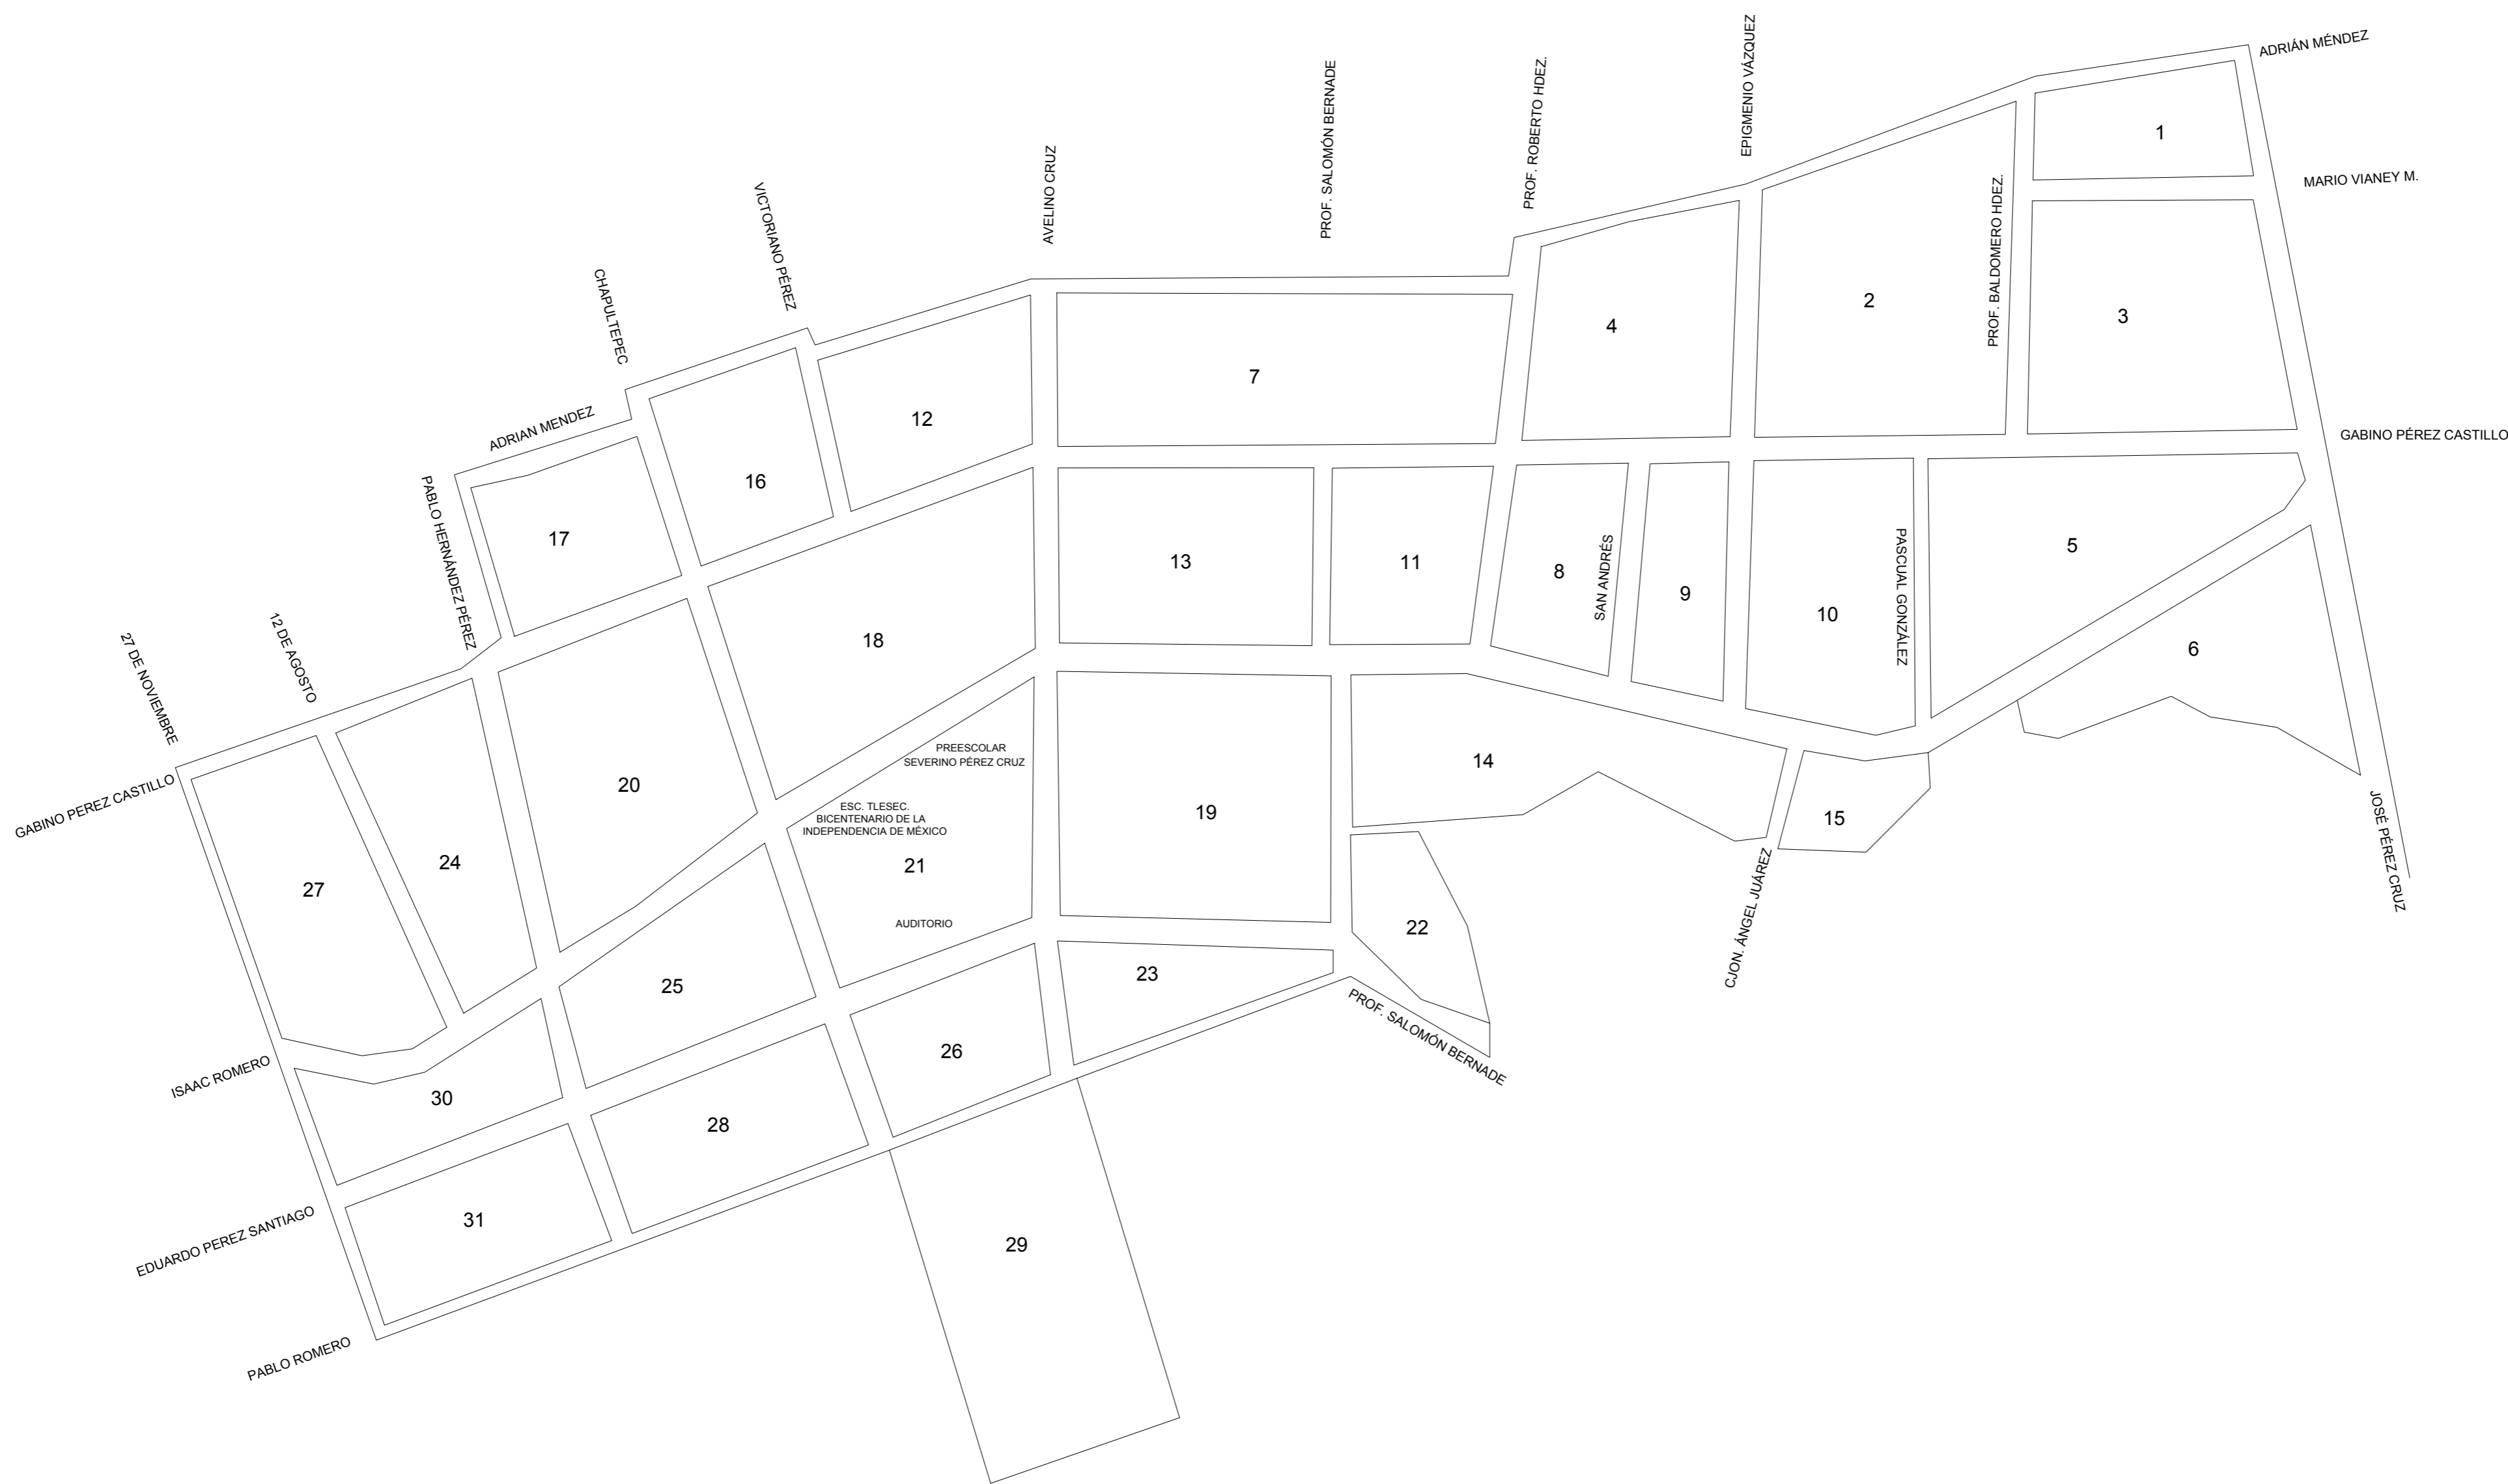 ADRIÁN MÉNDEZ
EPIGMENIO VÁZQUEZ
PROF. ROBERTO HDEZ.
PROF. SALOMÓN BERNADE
AVELINO CRUZ
VICTORIANO PÉREZ
CHAPULTEPEC
1
MARIO VIANEY M.
PROF. BALDOMERO HDEZ.
2
3
4
7
12
ADRIAN MENDEZ
GABINO PÉREZ CASTILLO
16
17
PABLO HERNÁNDEZ PÉREZ
13
11
8
SAN ANDRÉS
9
10
PASCUAL GONZÁLEZ
5
6
18
12 DE AGOSTO
27 DE NOVIEMBRE
GABINO PEREZ CASTILLO
PREESCOLAR
SEVERINO PÉREZ CRUZ
ESC. TLESEC.
BICENTENARIO DE LA
INDEPENDENCIA DE MÉXICO
21
AUDITORIO
20
19
14
15
CJON. ÁNGEL JUÁREZ
JOSÉ PÉREZ CRUZ
24
27
22
23
25
26
PROF. SALOMÓN BERNADE
ISAAC ROMERO
30
28
31
EDUARDO PEREZ SANTIAGO
29
PABLO ROMERO